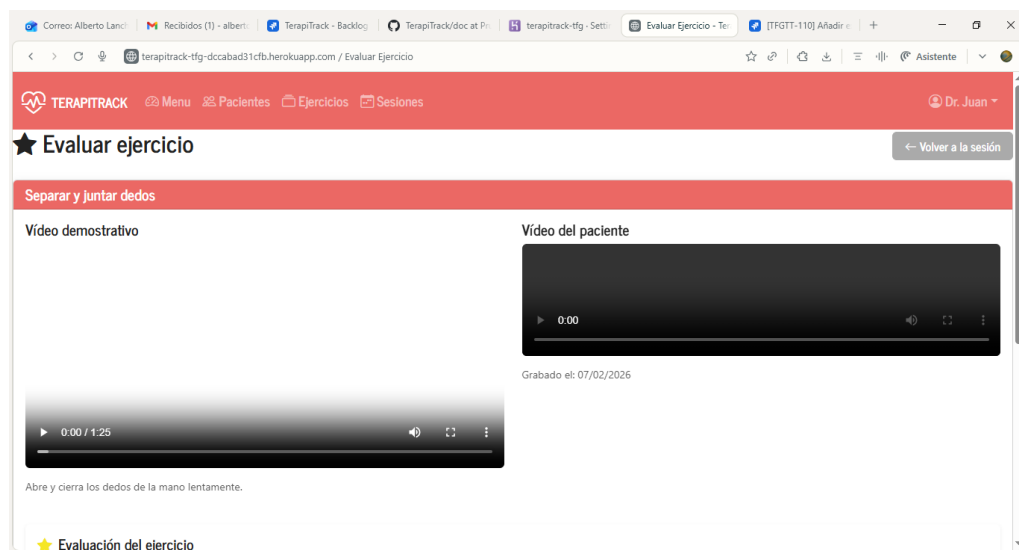 Correo: Alberto Lanch
Recibidos (1) - alberto
TerapiTrack - Backlog
TerapiTrack/doc at Pr
terapitrack-tfg - Settin
Evaluar Ejercicio - Ter
[TFGTT-110] Añadir e
terapitrack-tfg-dccabad31cfb.herokuapp.com / Evaluar Ejercicio
Asistente
TERAPITRACK Menu Pacientes Ejercicios Sesiones Dr. Juan
Evaluar ejercicio
← Volver a la sesión
Separar y juntar dedos
Vídeo demostrativo
Vídeo del paciente
0:00
Grabado el: 07/02/2026
0:00 / 1:25
Abre y cierra los dedos de la mano lentamente.
Evaluación del ejercicio